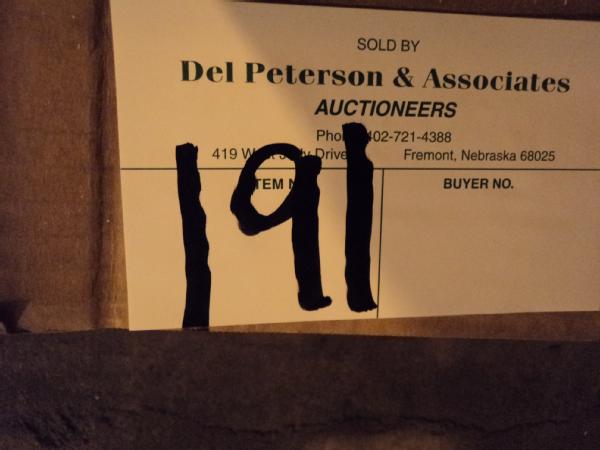 SOLD BY
Del Peterson & Associates
AUCTIONEERS
402-721-4388
419 Drive Fremont, Nebraska 68025
BUYER NO.
191